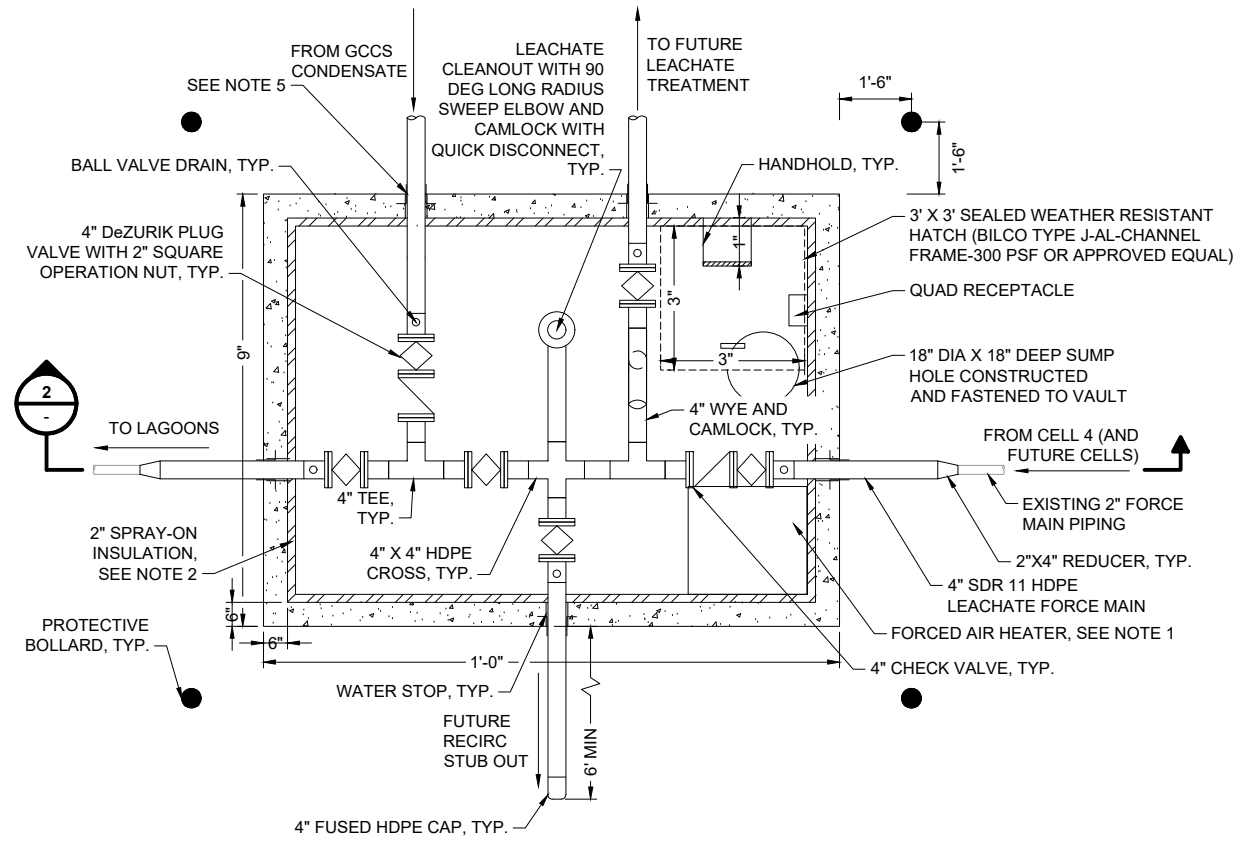 FROM GCCS
CONDENSATE
SEE NOTE 5
BALL VALVE DRAIN, TYP.
4" DeZURIK PLUG
VALVE WITH 2" SQUARE
OPERATION NUT, TYP.
LEACHATE
CLEANOUT WITH 90
DEG LONG RADIUS
SWEEP ELBOW AND
CAMLOCK WITH
QUICK DISCONNECT,
TYP.
TO FUTURE
LEACHATE
TREATMENT
1'-6"
1'-6"
HANDHOLD, TYP.
3' X 3' SEALED WEATHER RESISTANT
HATCH (BILCO TYPE J-AL-CHANNEL
FRAME-300 PSF OR APPROVED EQUAL)
QUAD RECEPTACLE
18" DIA X 18" DEEP SUMP
HOLE CONSTRUCTED
AND FASTENED TO VAULT
1"
3"
3"
9"
2
-
TO LAGOONS
4" WYE AND
CAMLOCK, TYP.
FROM CELL 4 (AND
FUTURE CELLS)
4" TEE,
TYP.
EXISTING 2" FORCE
MAIN PIPING
2" SPRAY-ON
INSULATION,
SEE NOTE 2
4" X 4" HDPE
CROSS, TYP.
2"X4" REDUCER, TYP.
4" SDR 11 HDPE
LEACHATE FORCE MAIN
6"
6"
PROTECTIVE
BOLLARD, TYP.
1'-0"
FORCED AIR HEATER, SEE NOTE 1
4" CHECK VALVE, TYP.
WATER STOP, TYP.
FUTURE
RECIRC
STUB OUT
6' MIN
4" FUSED HDPE CAP, TYP.